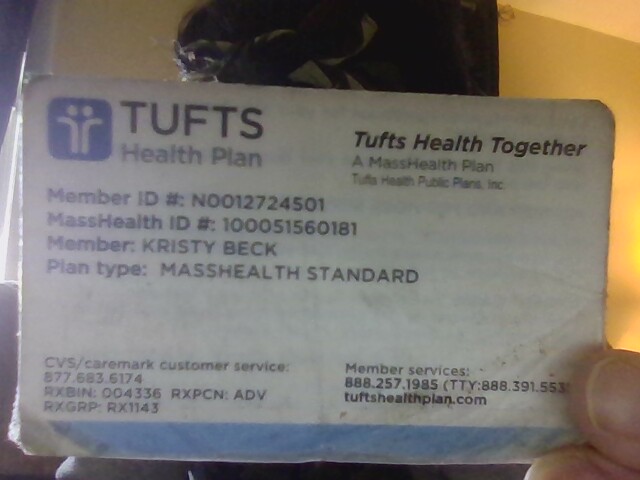 TUFTS
Health Plan
Tufts Health Together
A MassHealth Plan
Tufts Health Public Plans, Inc.
Member ID #: N0012724501
MassHealth ID #: 100051560181
Member: KRISTY BECK
Plan type: MASSHEALTH STANDARD
CVS/caremark customer service:
877.683.6174
RXBIN: 004336 RXPCN: ADV
RXGRP: RX1143
Member services:
888.257.1985 (TTY:888.391.553
tuftshealthplan.com